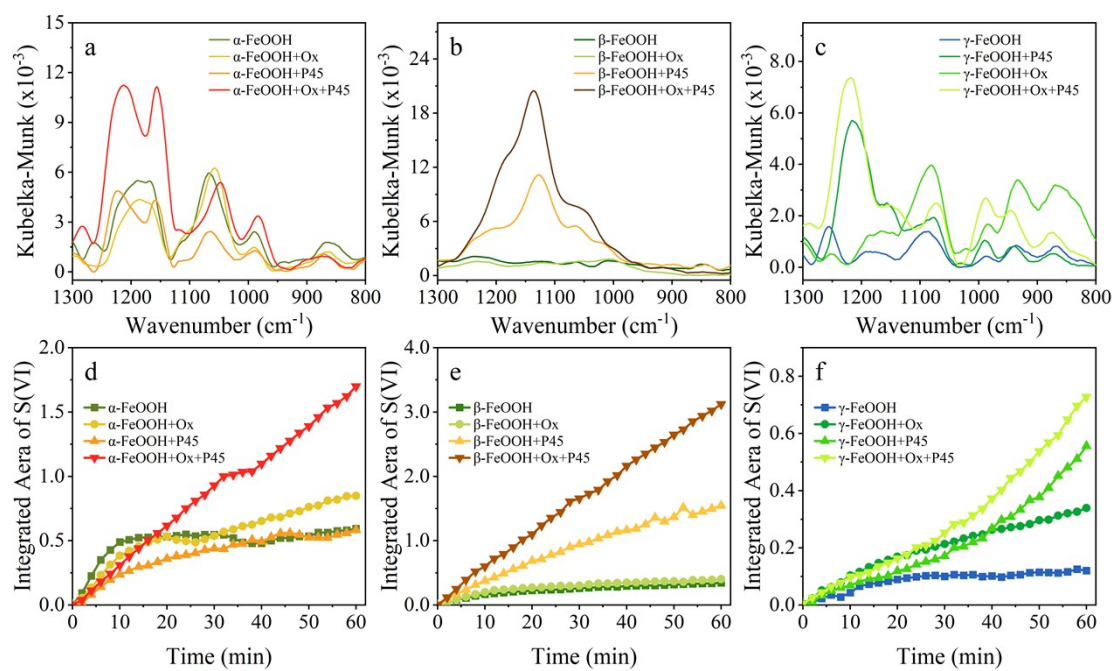 a
α-FeOOH
α-FeOOH+Ox
α-FeOOH+P45
α-FeOOH+Ox+P45
Kubelka-Munk (x10-3)
15
12
9
6
3
0
1300 1200 1100 1000 900 800
Wavenumber (cm-1)
b
β-FeOOH
β-FeOOH+Ox
β-FeOOH+P45
β-FeOOH+Ox+P45
Kubelka-Munk (x10-3)
24
18
12
6
0
1300 1200 1100 1000 900 800
Wavenumber (cm-1)
c
γ-FeOOH
γ-FeOOH+P45
γ-FeOOH+Ox
γ-FeOOH+Ox+P45
Kubelka-Munk (x10-3)
8.0
6.0
4.0
2.0
0.0
1300 1200 1100 1000 900 800
Wavenumber (cm-1)
d
α-FeOOH
α-FeOOH+Ox
α-FeOOH+P45
α-FeOOH+Ox+P45
Integrated Aera of S(VI)
2.0
1.5
1.0
0.5
0.0
0 10 20 30 40 50 60
Time (min)
e
β-FeOOH
β-FeOOH+Ox
β-FeOOH+P45
β-FeOOH+Ox+P45
Integrated Aera of S(VI)
4.0
3.0
2.0
1.0
0.0
0 10 20 30 40 50 60
Time (min)
f
γ-FeOOH
γ-FeOOH+Ox
γ-FeOOH+P45
γ-FeOOH+Ox+P45
Integrated Aera of S(VI)
0.8
0.6
0.4
0.2
0.0
0 10 20 30 40 50 60
Time (min)